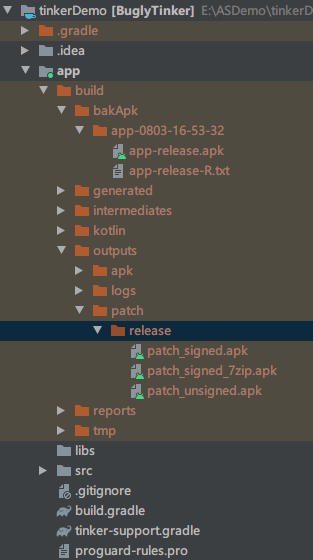 tinkerDemo [BuglyTinker] E:\ASDemo\tinkerD
.gradle
.idea
app
build
bakApk
app-0803-16-53-32
app-release.apk
app-release-R.txt
generated
intermediates
kotlin
outputs
apk
logs
patch
release
patch_signed.apk
patch_signed_7zip.apk
patch_unsigned.apk
reports
tmp
libs
src
.gitignore
build.gradle
tinker-support.gradle
proguard-rules.pro